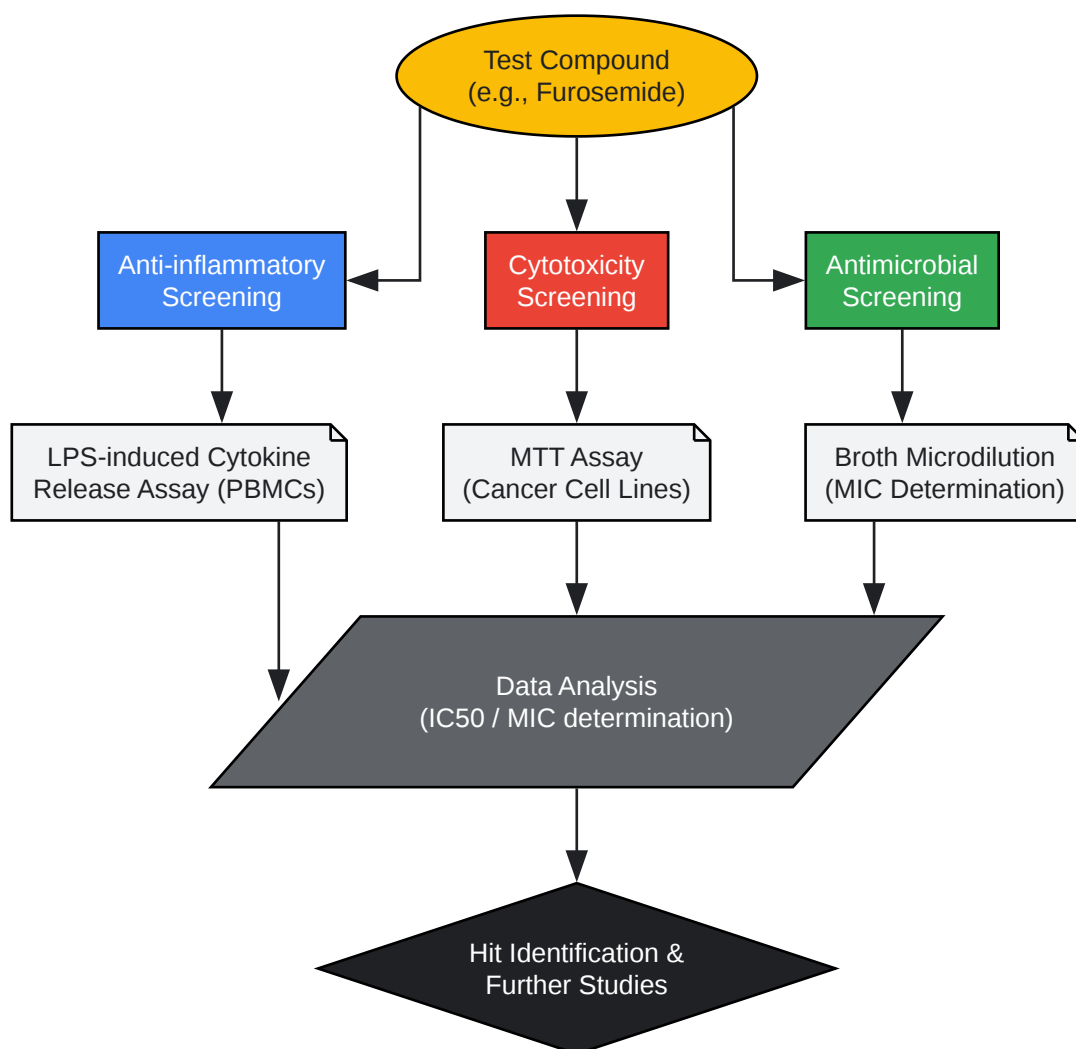 Test Compound
(e.g., Furosemide)
Anti-inflammatory
Screening
Cytotoxicity
Screening
Antimicrobial
Screening
LPS-induced Cytokine
Release Assay (PBMCs)
MTT Assay
(Cancer Cell Lines)
Broth Microdilution
(MIC Determination)
Data Analysis
(IC50 / MIC determination)
Hit Identification &
Further Studies